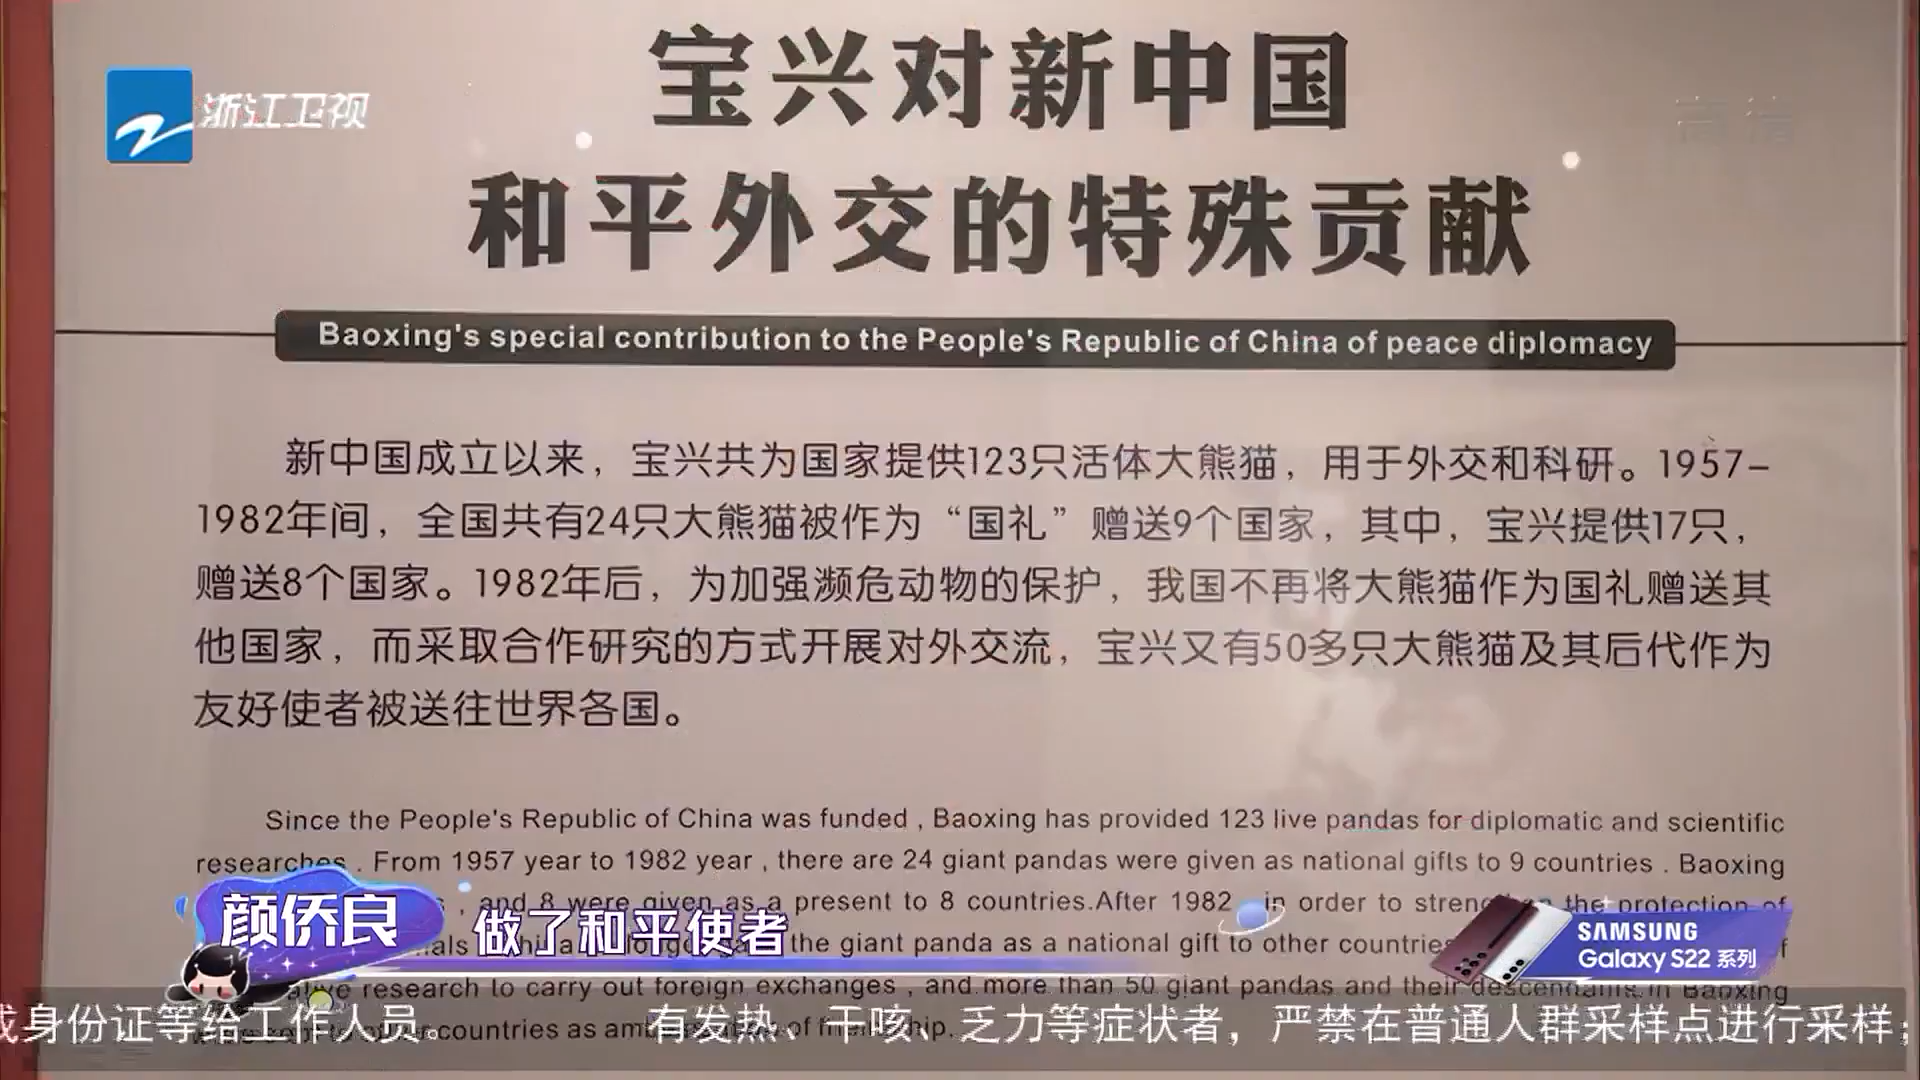 宝兴对新中国
浙江卫视
高清
和平外交的特殊贡献
Baoxing's special contribution to the People's Republic of China of peace diplomacy
新中国成立以来，宝兴共为国家提供123只活体大熊猫，用于外交和科研。1957-
1982年间，全国共有24只大熊猫被作为“国礼”赠送9个国家，其中，宝兴提供17只，
赠送8个国家。1982年后，为加强濒危动物的保护，我国不再将大熊猫作为国礼赠送其
他国家，而采取合作研究的方式开展对外交流，宝兴又有50多只大熊猫及其后代作为
友好使者被送往世界各国。
Since the People's Republic of China was funded , Baoxing has provided 123 live pandas for diplomatic and scientific
researches . From 1957 year to 1982 year , there are 24 giant pandas were given as national gifts to 9 countries . Baoxing
, and 8 were given as a present to 8 countries.After 1982 in order to the protection of
the giant panda as a national gift to other countries
research to carry out foreign exchanges , and more than 50 giant pandas and their descendants in Baoxing
countries as of
颜侨良
做了和平使者
SAMSUNG
Galaxy S22 系列
身份证等给工作人员。 有发热、干咳、乏力等症状者，严禁在普通人群采样点进行采样；